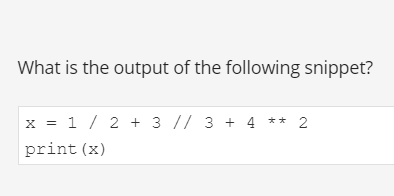 What is the output of the following snippet?
x = 1 / 2 + 3 // 3 + 4 ** 2
print(x)